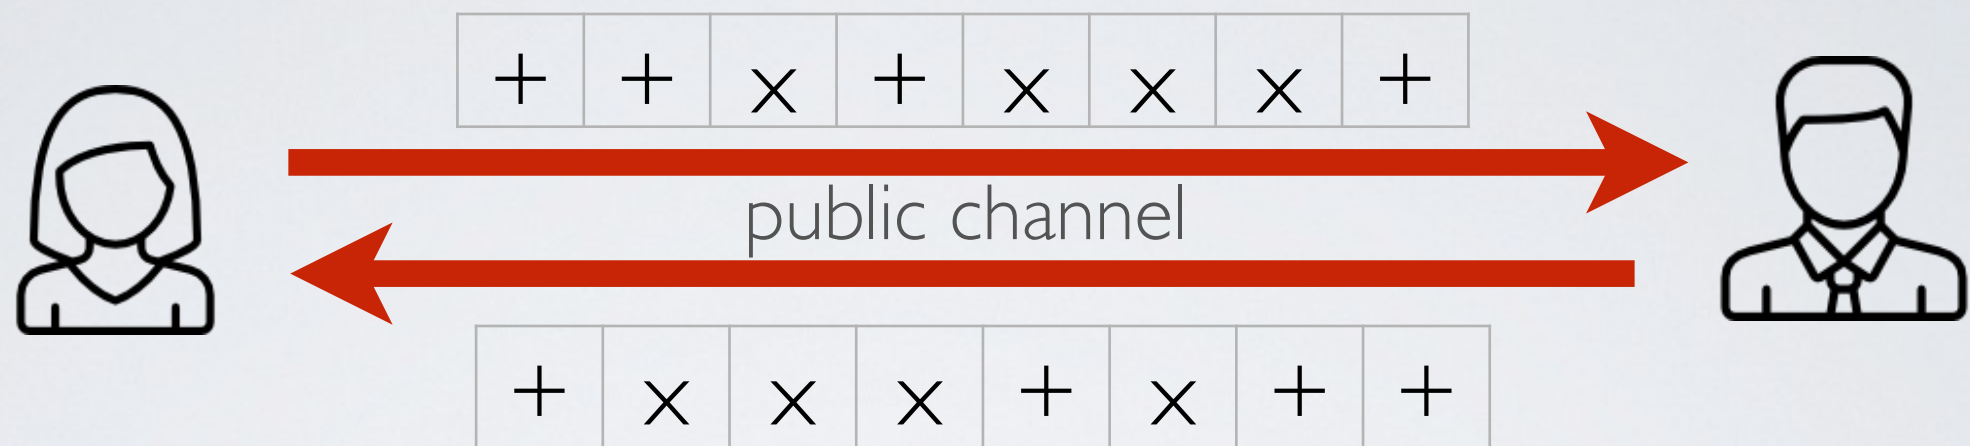 + + x + x x x +
public channel
+ x x x + x + +